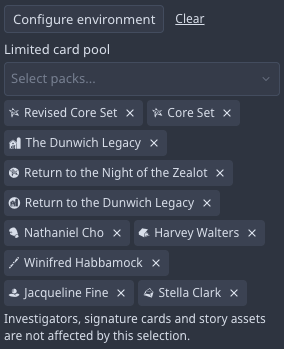 Configure environment Clear
Limited card pool
Select packs...
Revised Core Set × Core Set ×
The Dunwich Legacy ×
Return to the Night of the Zealot ×
Return to the Dunwich Legacy ×
Nathaniel Cho × Harvey Walters ×
Winifred Habbamock ×
Jacqueline Fine × Stella Clark ×
Investigators, signature cards and story assets
are not affected by this selection.